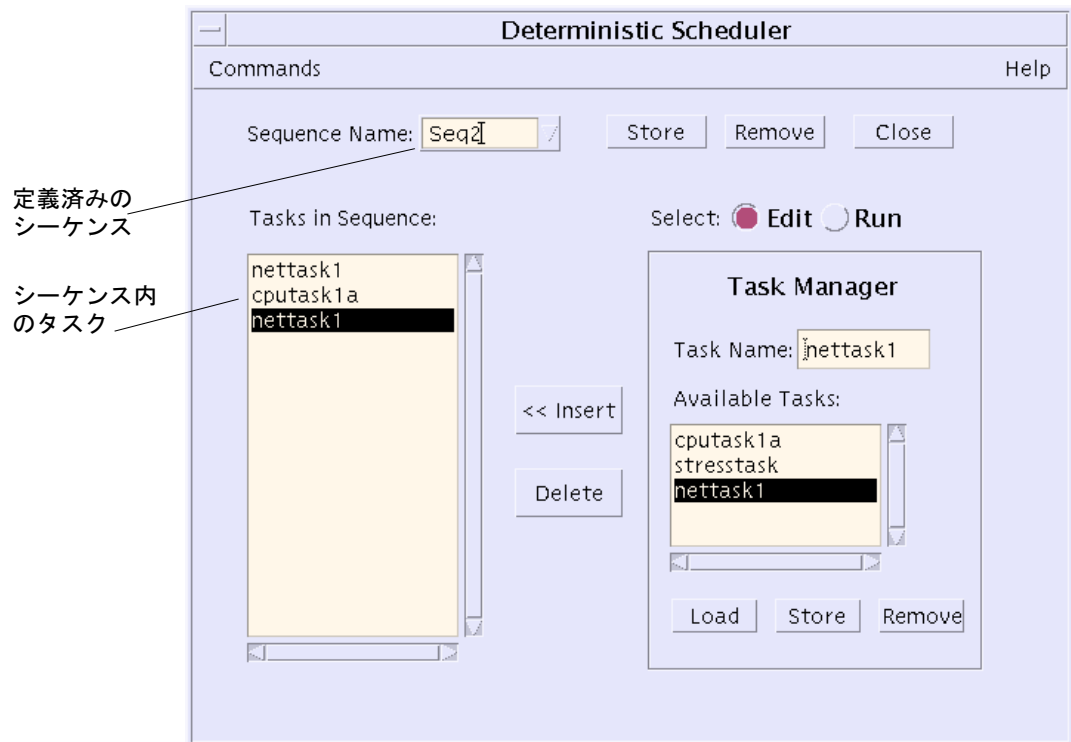 Deterministic Scheduler
Commands Help
Sequence Name: Seq2 Store Remove Close
定義済みの
シーケンス
Tasks in Sequence: Select: Edit Run
シーケンス内
のタスク
nettask1
cputask1a
nettask1
<< Insert
Delete
Task Manager
Task Name: nettask1
Available Tasks:
cputask1a
stresstask
nettask1
Load Store Remove